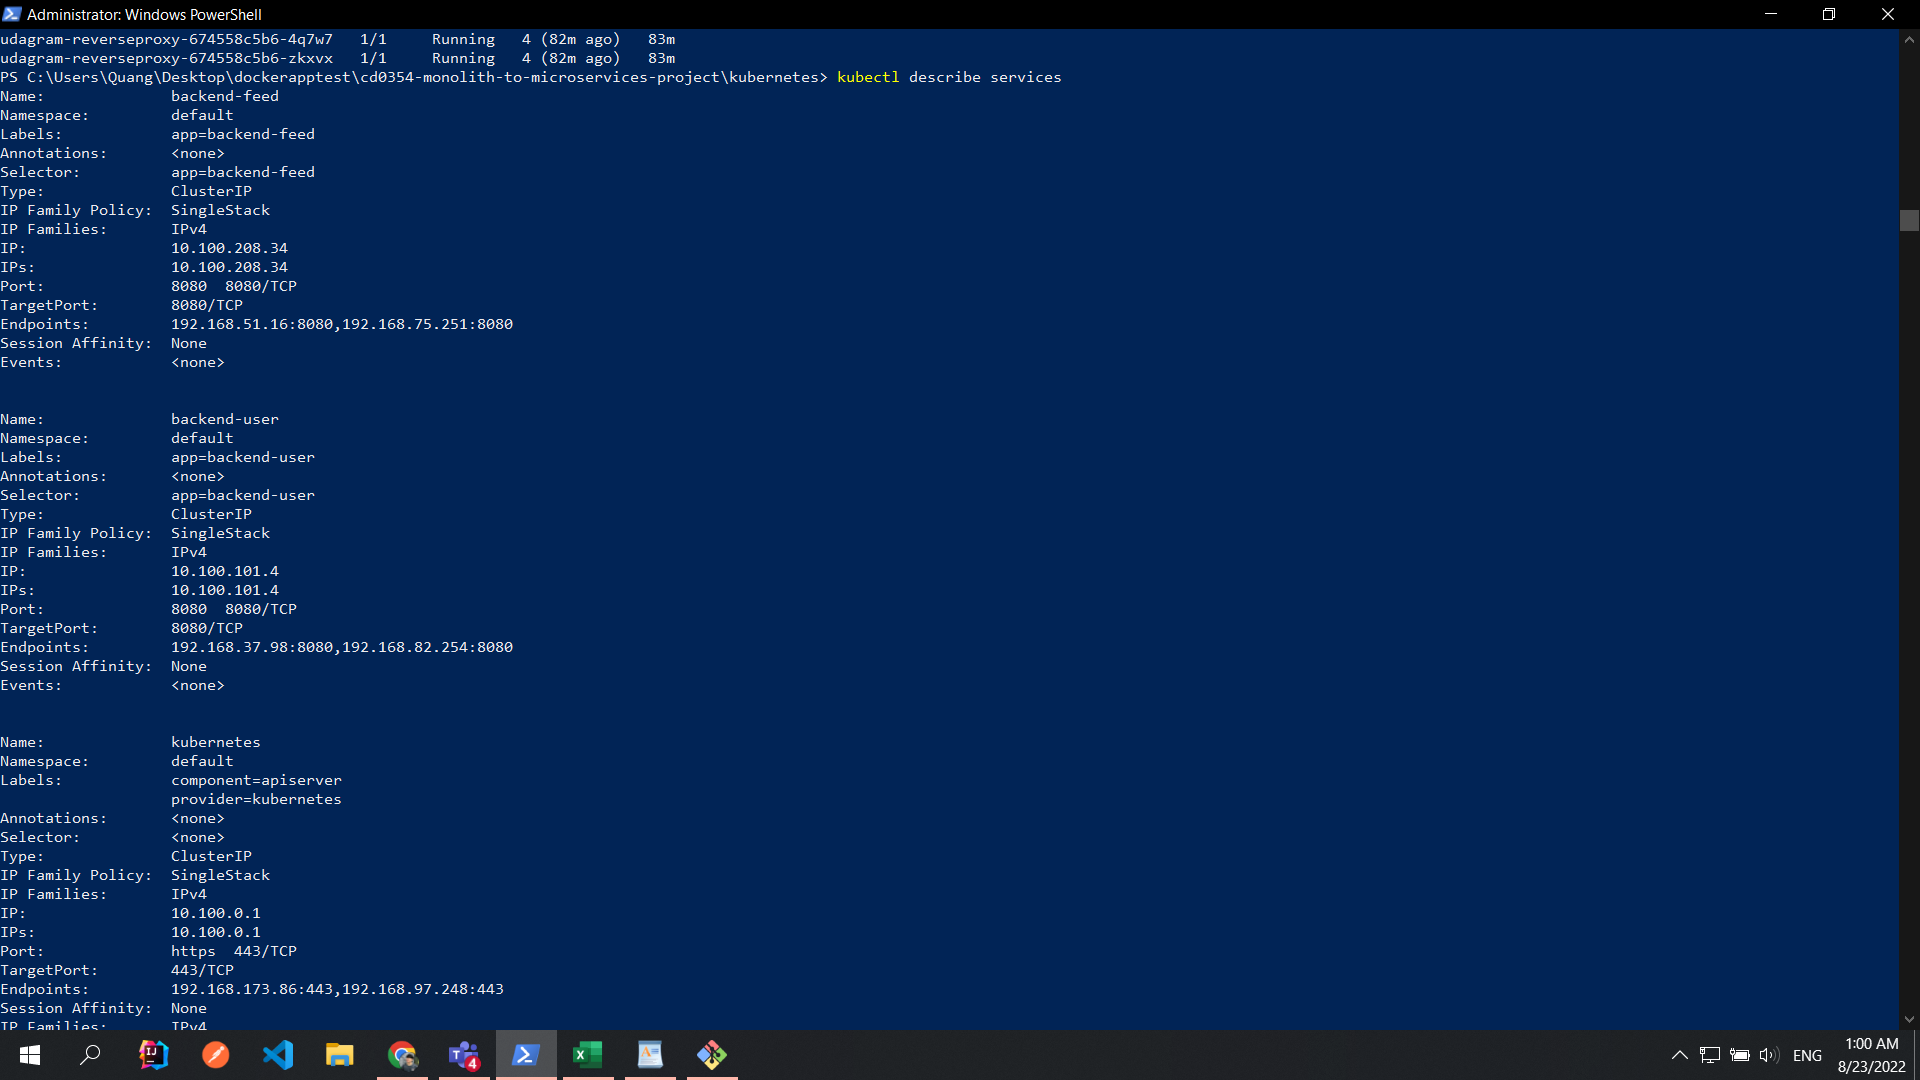 Administrator: Windows PowerShell
udagram-reverseproxy-674558c5b6-4q7w7   1/1     Running   4 (82m ago)   83m
udagram-reverseproxy-674558c5b6-zkxvx   1/1     Running   4 (82m ago)   83m
PS C:\Users\Quang\Desktop\dockerapptest\cd0354-monolith-to-microservices-project\kubernetes> kubectl describe services
Name:              backend-feed
Namespace:         default
Labels:            app=backend-feed
Annotations:       <none>
Selector:          app=backend-feed
Type:              ClusterIP
IP Family Policy:  SingleStack
IP Families:       IPv4
IP:                10.100.208.34
IPs:               10.100.208.34
Port:              8080  8080/TCP
TargetPort:        8080/TCP
Endpoints:         192.168.51.16:8080,192.168.75.251:8080
Session Affinity:  None
Events:            <none>
Name:              backend-user
Namespace:         default
Labels:            app=backend-user
Annotations:       <none>
Selector:          app=backend-user
Type:              ClusterIP
IP Family Policy:  SingleStack
IP Families:       IPv4
IP:                10.100.101.4
IPs:               10.100.101.4
Port:              8080  8080/TCP
TargetPort:        8080/TCP
Endpoints:         192.168.37.98:8080,192.168.82.254:8080
Session Affinity:  None
Events:            <none>
Name:              kubernetes
Namespace:         default
Labels:            component=apiserver
                   provider=kubernetes
Annotations:       <none>
Selector:          <none>
Type:              ClusterIP
IP Family Policy:  SingleStack
IP Families:       IPv4
IP:                10.100.0.1
IPs:               10.100.0.1
Port:              https  443/TCP
TargetPort:        443/TCP
Endpoints:         192.168.173.86:443,192.168.97.248:443
Session Affinity:  None
IP Families:       IPv4
4
ENG
1:00 AM
8/23/2022